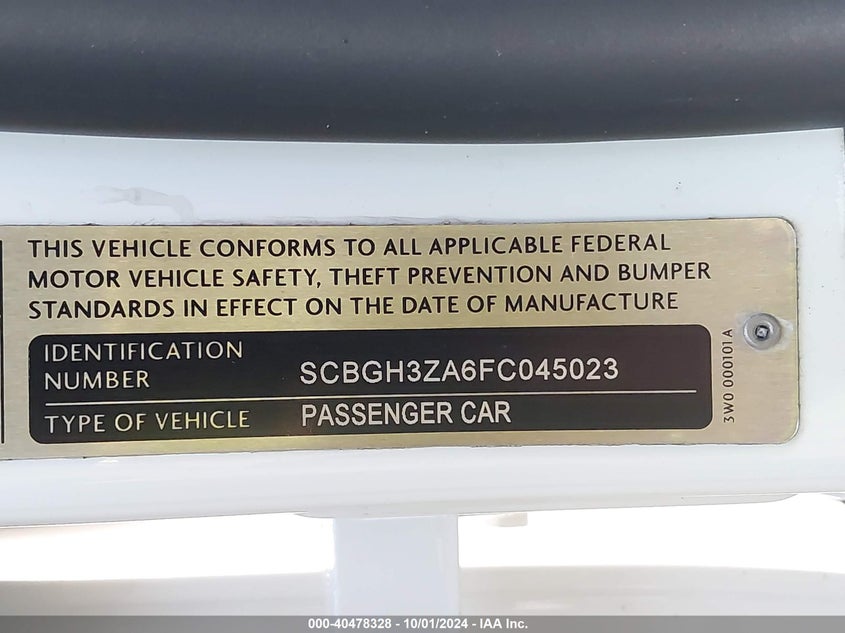 THIS VEHICLE CONFORMS TO ALL APPLICABLE FEDERAL
MOTOR VEHICLE SAFETY, THEFT PREVENTION AND BUMPER
STANDARDS IN EFFECT ON THE DATE OF MANUFACTURE
IDENTIFICATION
NUMBER
SCBGH3ZA6FC045023
TYPE OF VEHICLE
PASSENGER CAR
3W0 000101 A
000-40478328 - 10/01/2024 - IAA Inc.